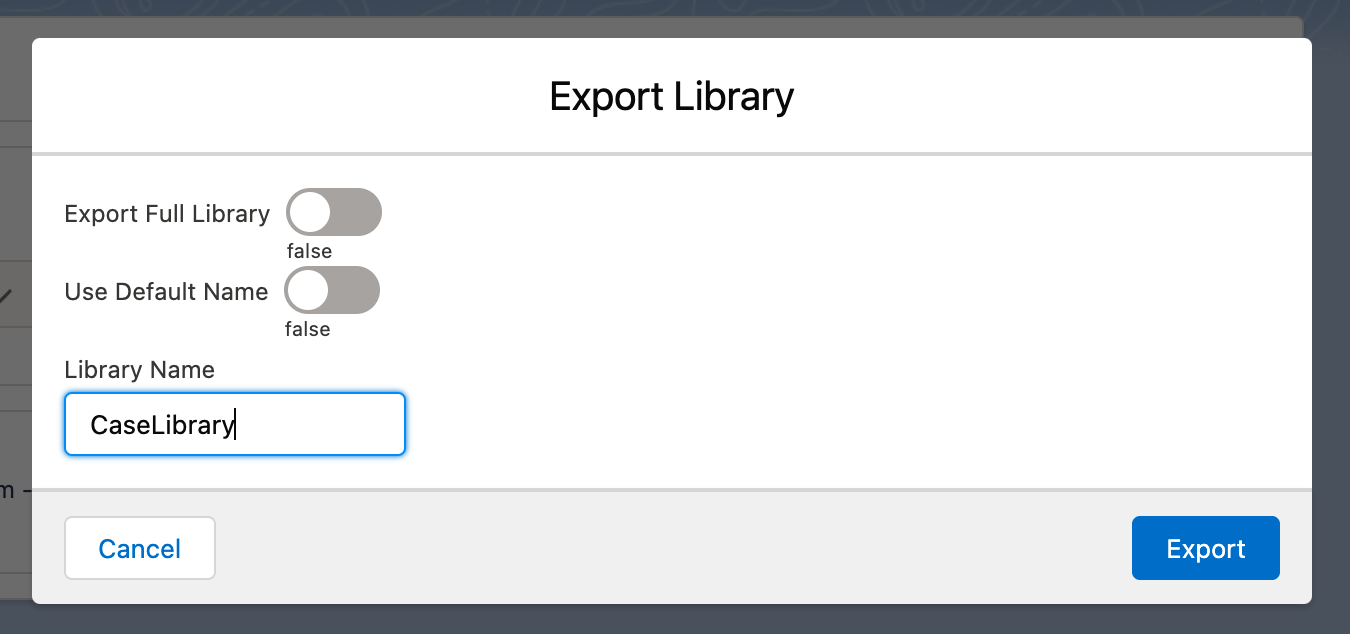 Export Library
Export Full Library
false
Use Default Name
false
Library Name
CaseLibrary
m -
Cancel
Export